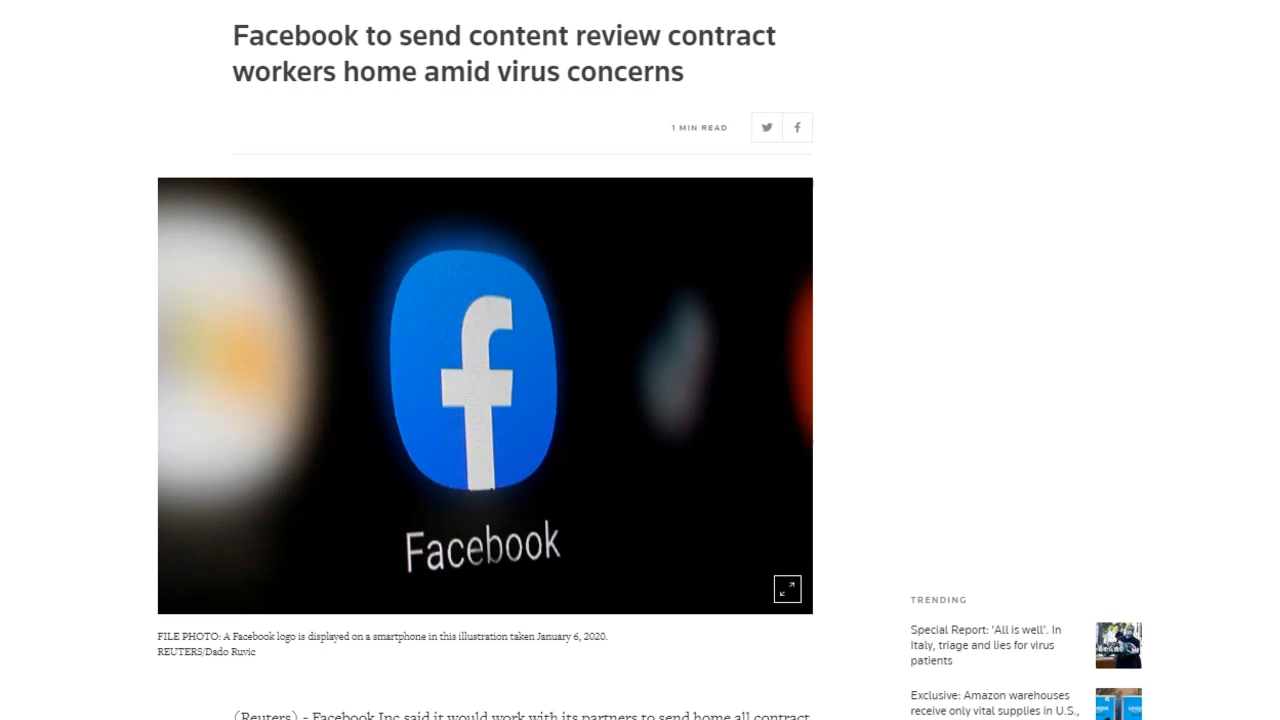 Facebook to send content review contract
workers home amid virus concerns
1 MIN READ
f
Facebook
FILE PHOTO: A Facebook logo is displayed on a smartphone in this illustration taken January 6, 2020.
REUTERS/Dado Ruvic
(Reuters) - Facebook Inc said it would work with its partners to send home all contract
TRENDING
Special Report: 'All is well'. In
Italy, triage and lies for virus
patients
Exclusive: Amazon warehouses
receive only vital supplies in U.S.,